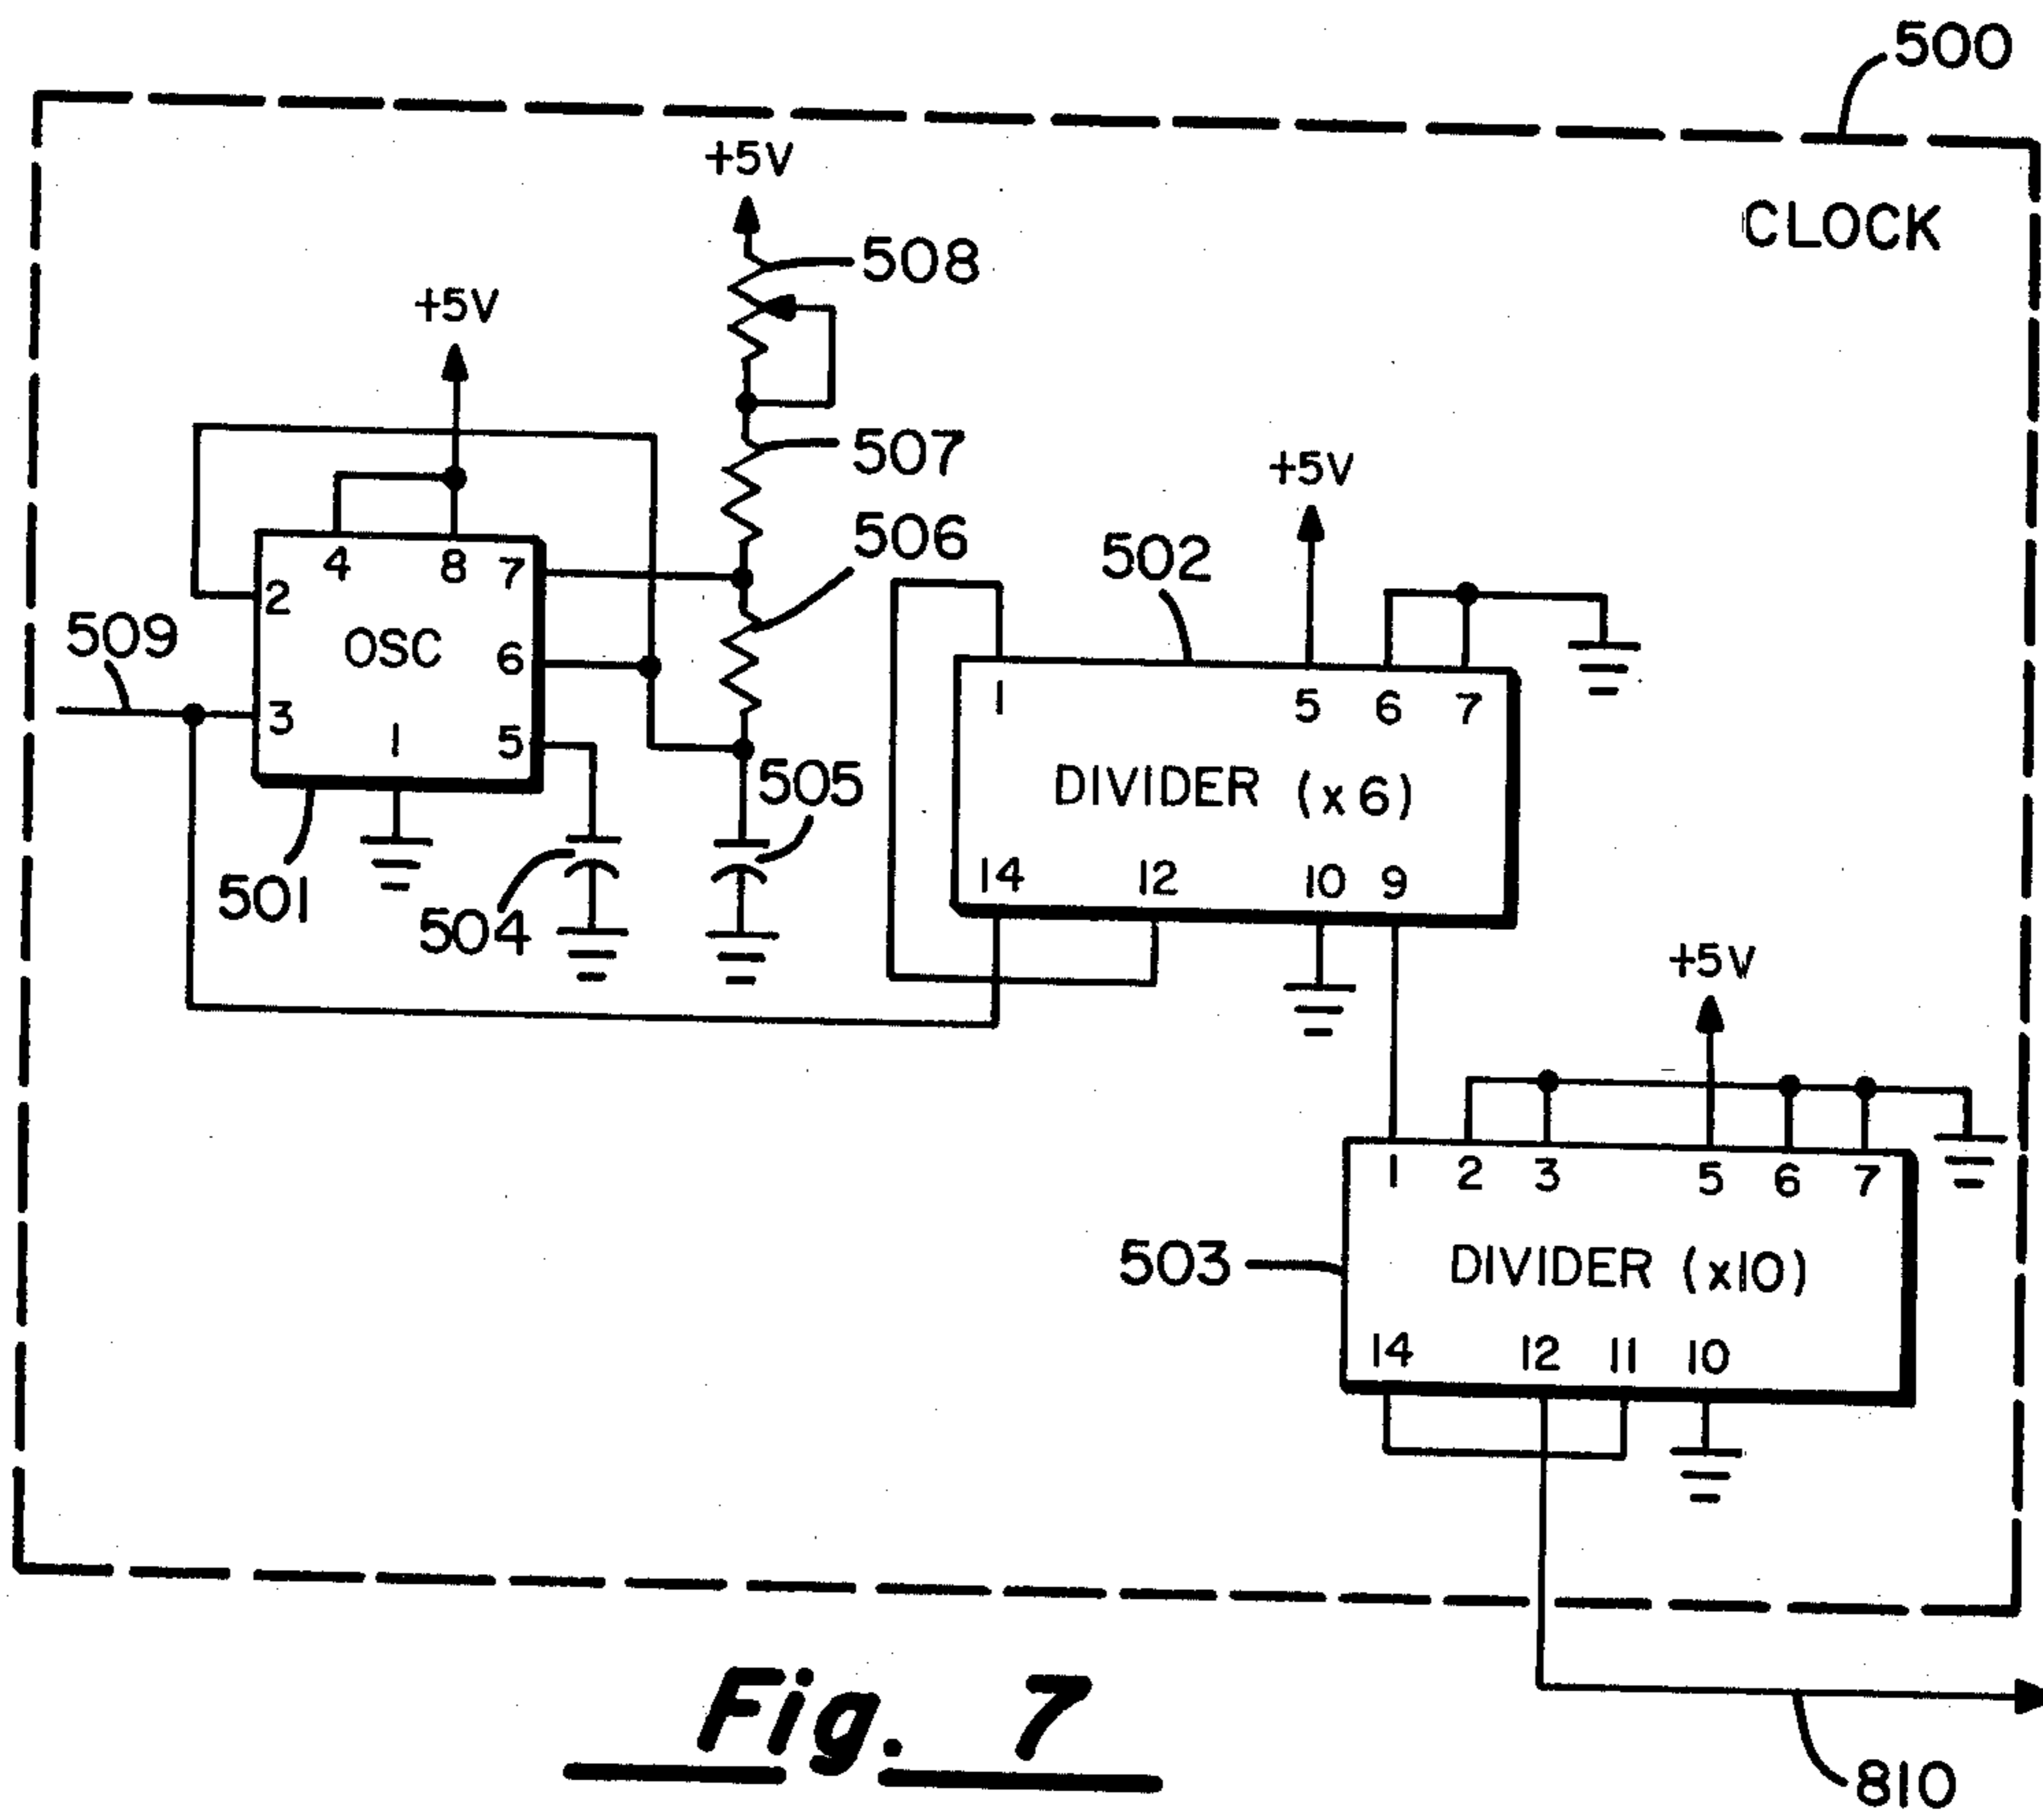 500
CLOCK
+5V
508
+5V
507
506
4 8 7
2
OSC
6
3
1 5
509
501
504
505
+5V
502
1 5 6 7
DIVIDER (x6)
14 12 10 9
+5V
1 2 3 5 6 7
503
DIVIDER (x10)
14 12 11 10
Fig. 7
810